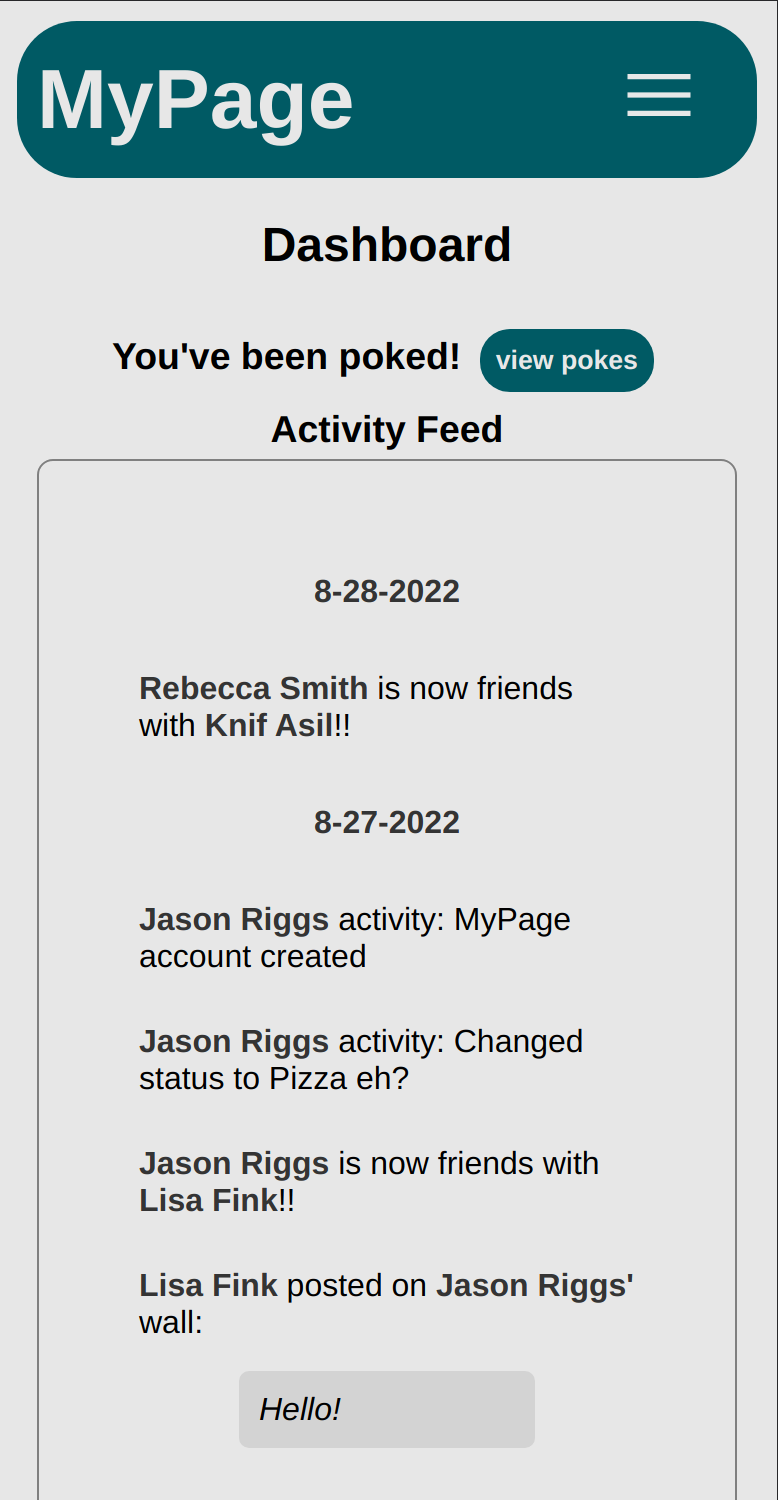 MyPage
Dashboard
You've been poked! view pokes
Activity Feed
8-28-2022
Rebecca Smith is now friends
with Knif Asil!!
8-27-2022
Jason Riggs activity: MyPage
account created
Jason Riggs activity: Changed
status to Pizza eh?
Jason Riggs is now friends with
Lisa Fink!!
Lisa Fink posted on Jason Riggs'
wall:
Hello!